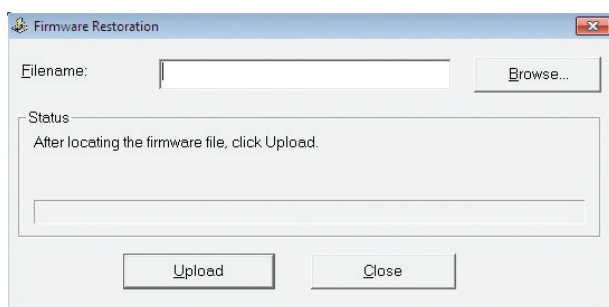 Firmware Restoration
Filename:
Browse...
Status
After locating the firmware file, click Upload.
Upload
Close